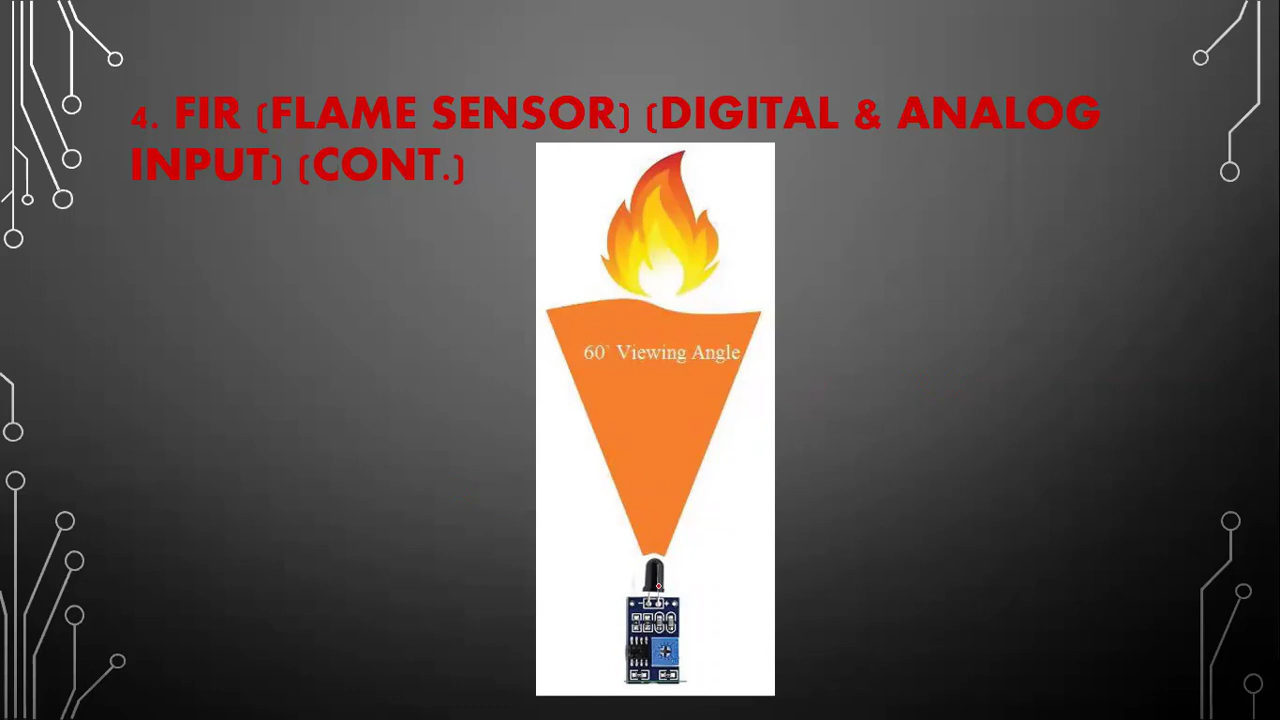 4. FIR (FLAME SENSOR) (DIGITAL & ANALOG
INPUT) (CONT.)
60` Viewing Angle